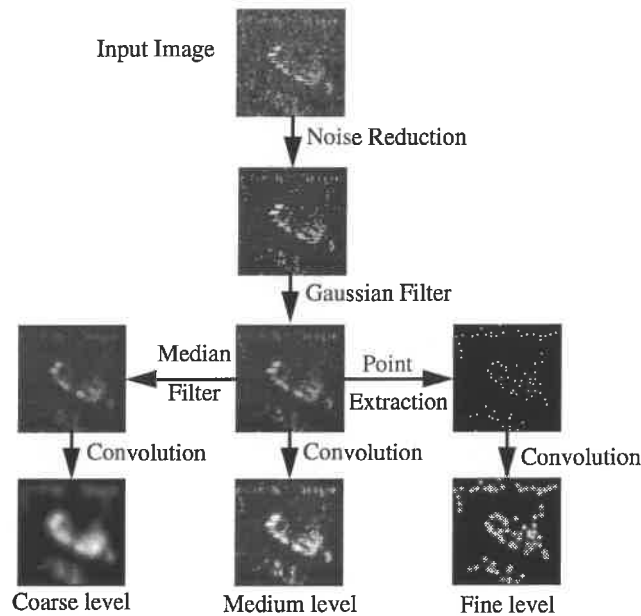 Input Image
Noise Reduction
Gaussian Filter
Median
Filter
Point
Extraction
Convolution
Convolution
Convolution
Coarse level
Medium level
Fine level